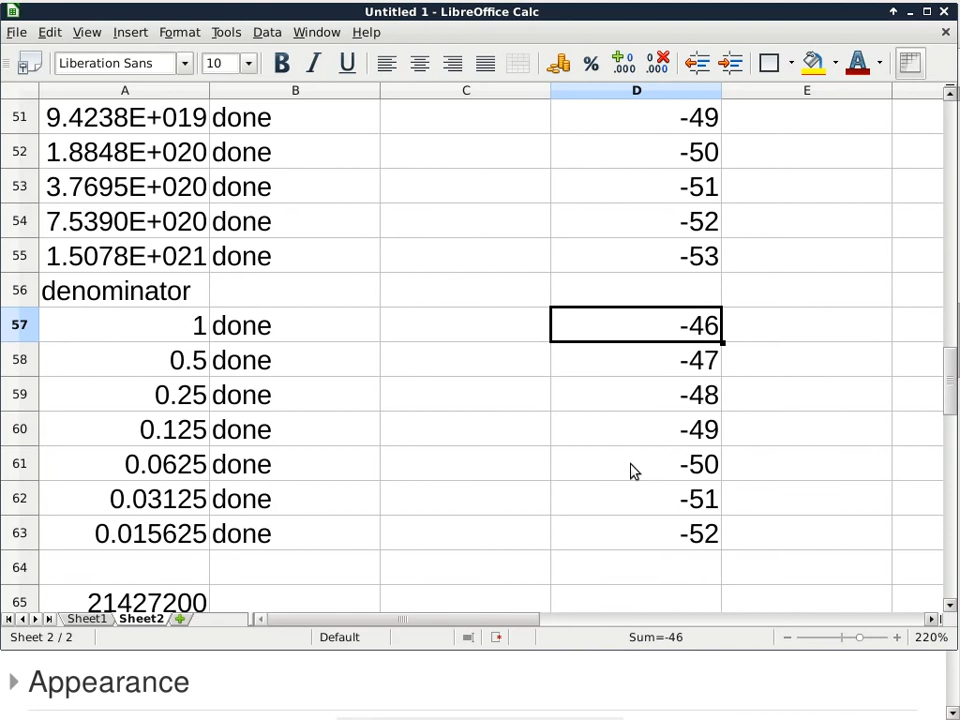 Untitled 1 - LibreOffice Calc
File Edit View Insert Format Tools Data Window Help
Liberation Sans 10
A B C D E
51 9.4238E+019 done -49
52 1.8848E+020 done -50
53 3.7695E+020 done -51
54 7.5390E+020 done -52
55 1.5078E+021 done -53
56 denominator
57 1 done -46
58 0.5 done -47
59 0.25 done -48
60 0.125 done -49
61 0.0625 done -50
62 0.03125 done -51
63 0.015625 done -52
64
65 21427200
Sheet1 Sheet2
Sheet 2 / 2 Default Sum=-46 220%
Appearance